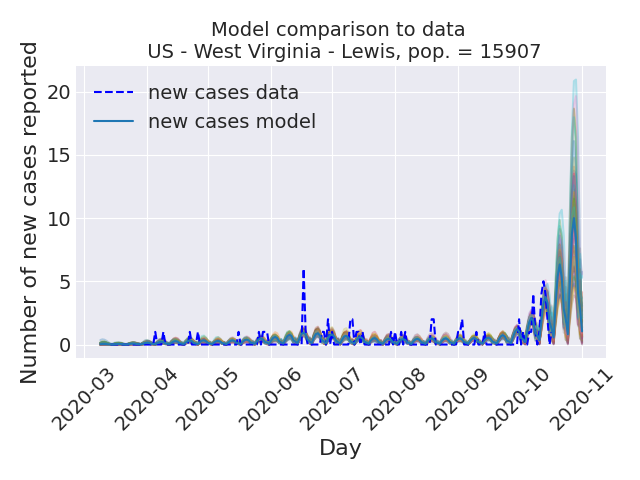 Model comparison to data
US - West Virginia - Lewis, pop. = 15907
Number of new cases reported
20
15
10
5
0
new cases data
new cases model
2020-03
2020-04
2020-05
2020-06
2020-07
2020-08
2020-09
2020-10
2020-11
Day